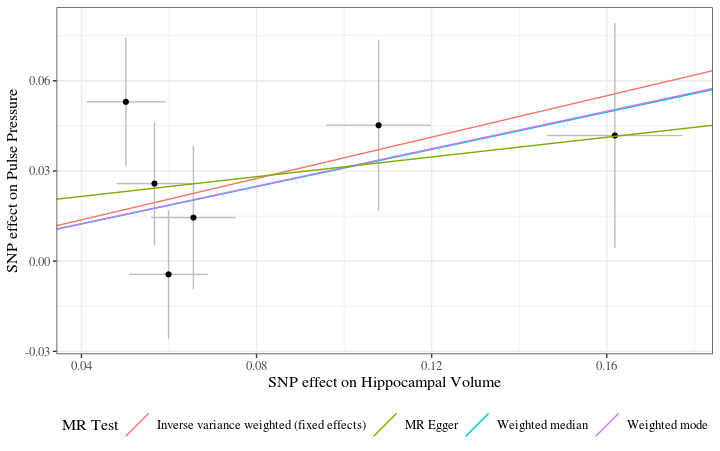 SNP effect on Pulse Pressure
0.06
0.03
0.00
-0.03
0.04 0.08 0.12 0.16
SNP effect on Hippocampal Volume
MR Test Inverse variance weighted (fixed effects) MR Egger Weighted median Weighted mode